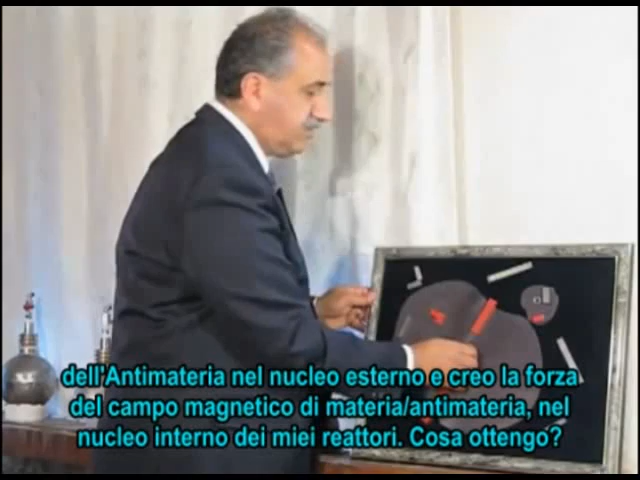 dell'Antimateria nel nucleo esterno e creo la forza
del campo magnetico di materia/antimateria, nel
nucleo interno dei miei reattori. Cosa ottengo?